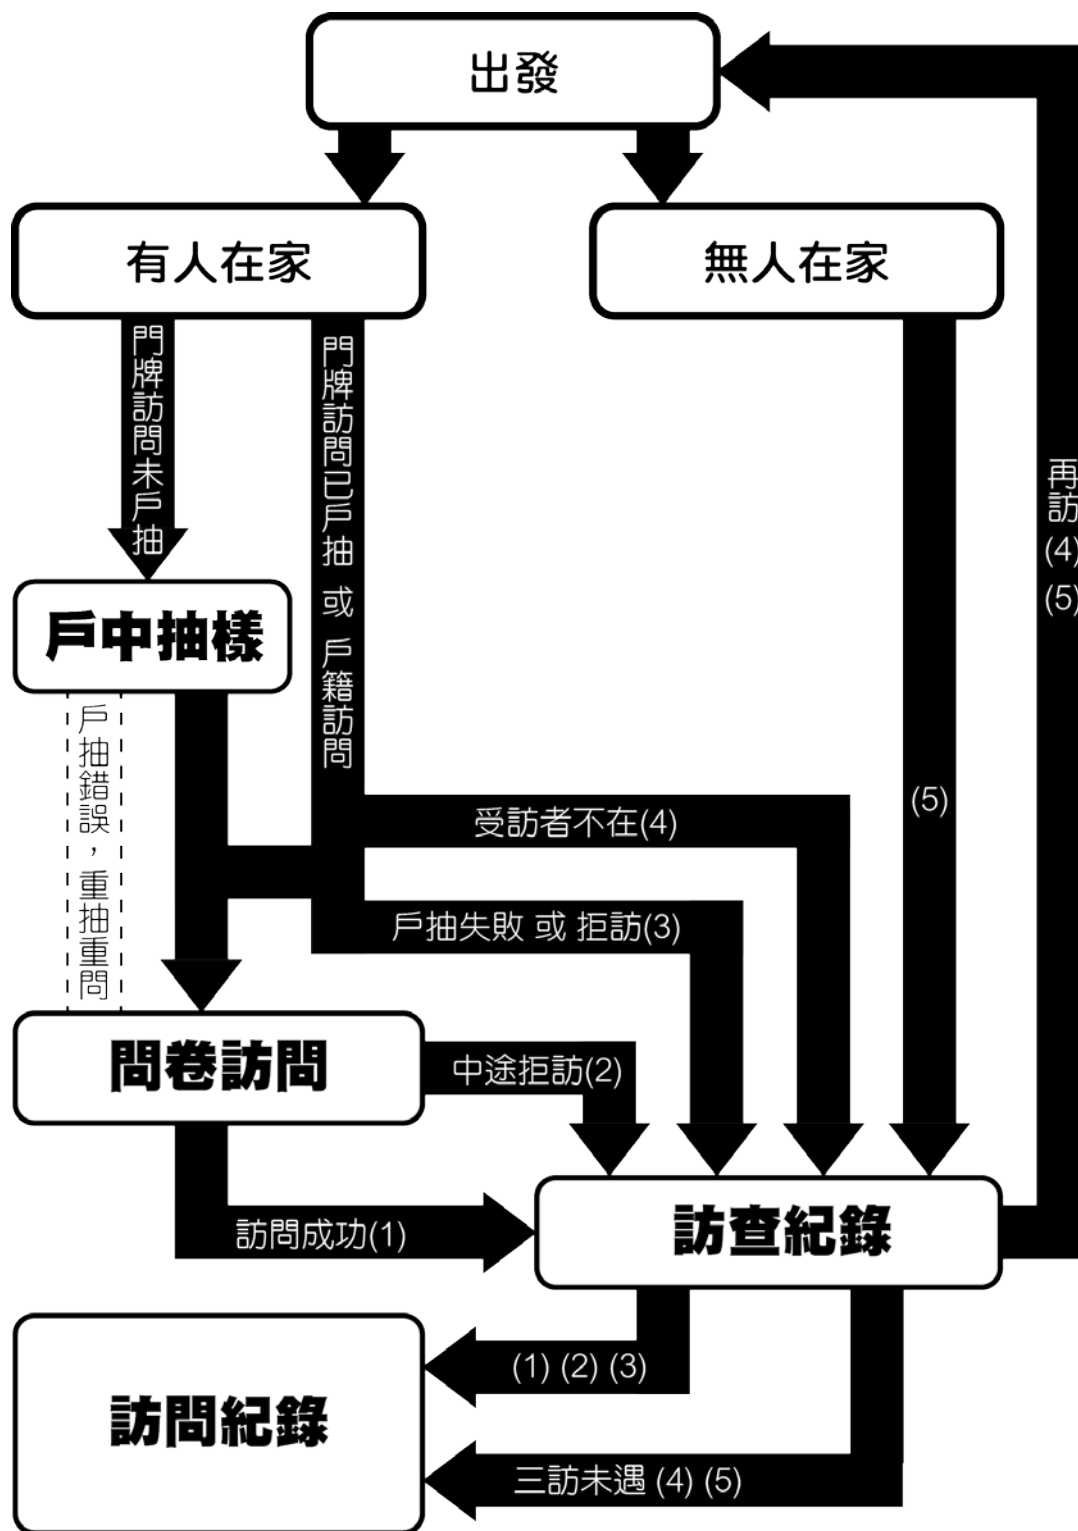 出發
有人在家
無人在家
門牌訪問未戶抽
門牌訪問已戶抽 或 戶籍訪問
再訪
(4)
(5)
戶中抽樣
戶抽錯誤，重抽重問
受訪者不在(4)
(5)
戶抽失敗 或 拒訪(3)
問卷訪問
中途拒訪(2)
訪問成功(1)
訪查紀錄
(1) (2) (3)
訪問紀錄
三訪未遇 (4) (5)